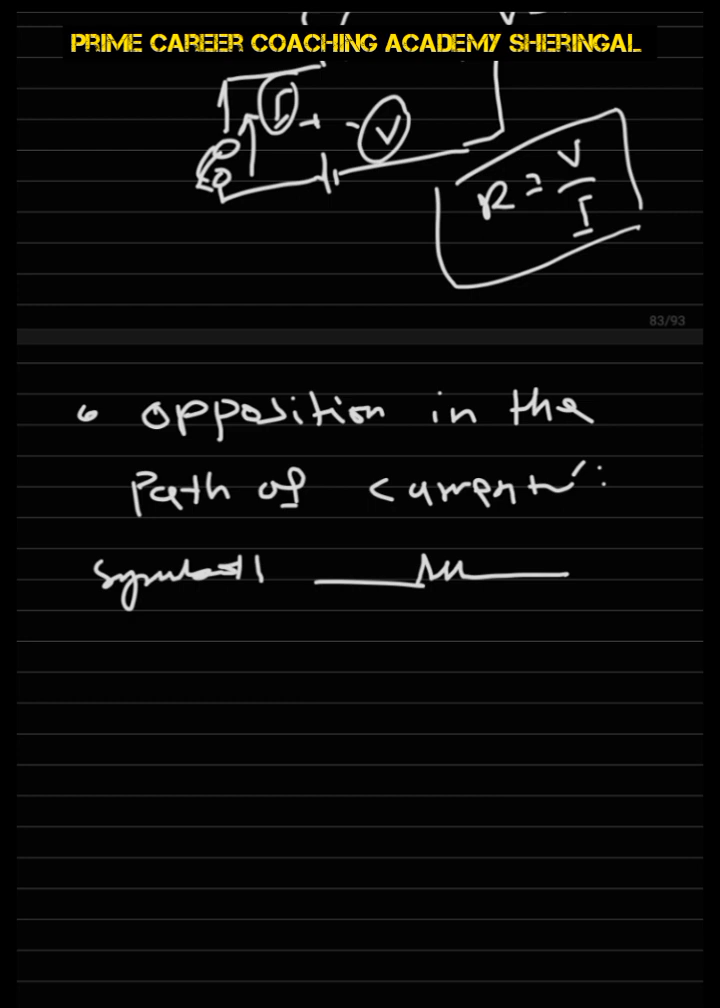 PRIME CAREER COACHING ACADEMY SHERINGAL
I
+ - V
R = V
I
83/93
opposition in the
Path of current:
Symbol